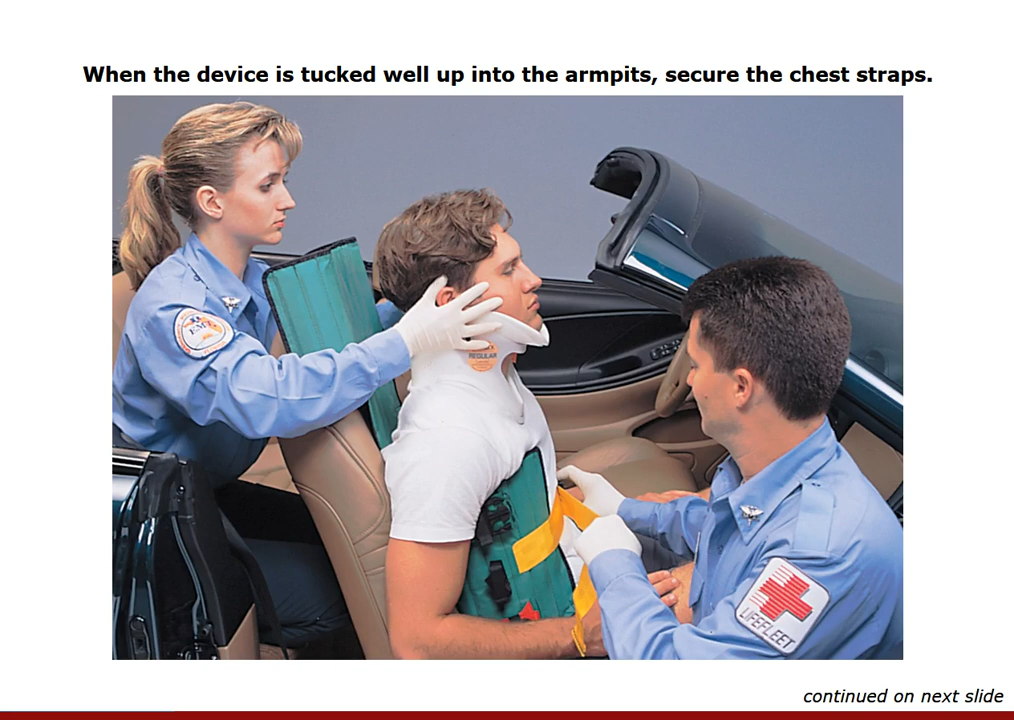 When the device is tucked well up into the armpits, secure the chest straps.
EMT
REGULAR
LIFEFLEET
continued on next slide